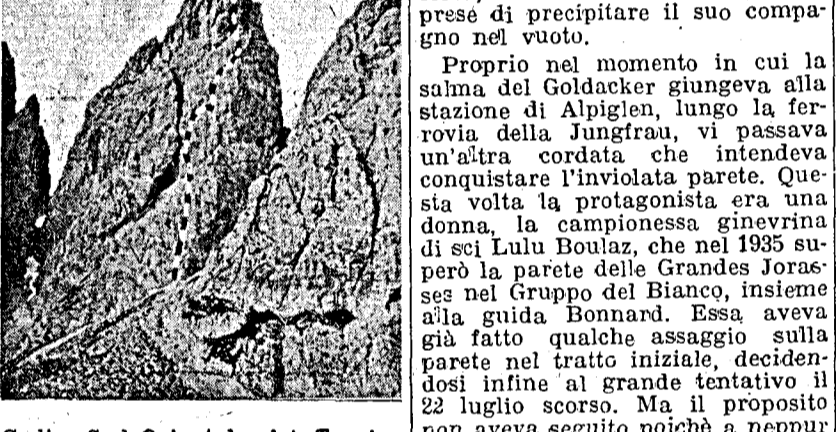 prese di precipitare il suo compa-
gno nel vuoto.
Proprio nel momento in cui la
salma del Goldacker giungeva alla
stazione di Alpiglen, lungo la fer-
rovia della Jungfrau, vi passava
un'altra cordata che intendeva
conquistare l'inviolata parete. Que-
sta volta la protagonista era una
donna, la campionessa ginevrina
di sci Lulu Boulaz, che nel 1935 su-
però la parete delle Grandes Joras-
ses nel Gruppo del Bianco, insieme
alla guida Bonnard. Essa aveva
già fatto qualche assaggio sulla
parete nel tratto iniziale, deciden-
dosi infine al grande tentativo il
22 luglio scorso. Ma il proposito
non aveva seguito poichè a neppur